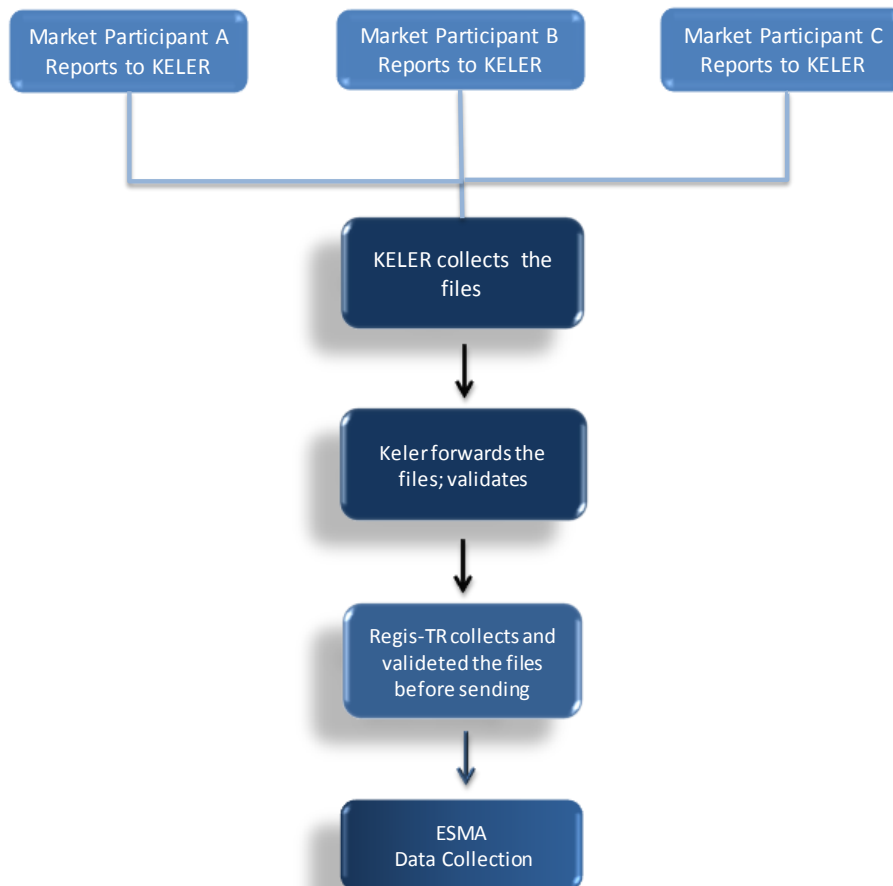 Market Participant A
Reports to KELER
Market Participant B
Reports to KELER
Market Participant C
Reports to KELER
KELER collects the
files
Keler forwards the
files; validates
Regis-TR collects and
valideted the files
before sending
ESMA
Data Collection